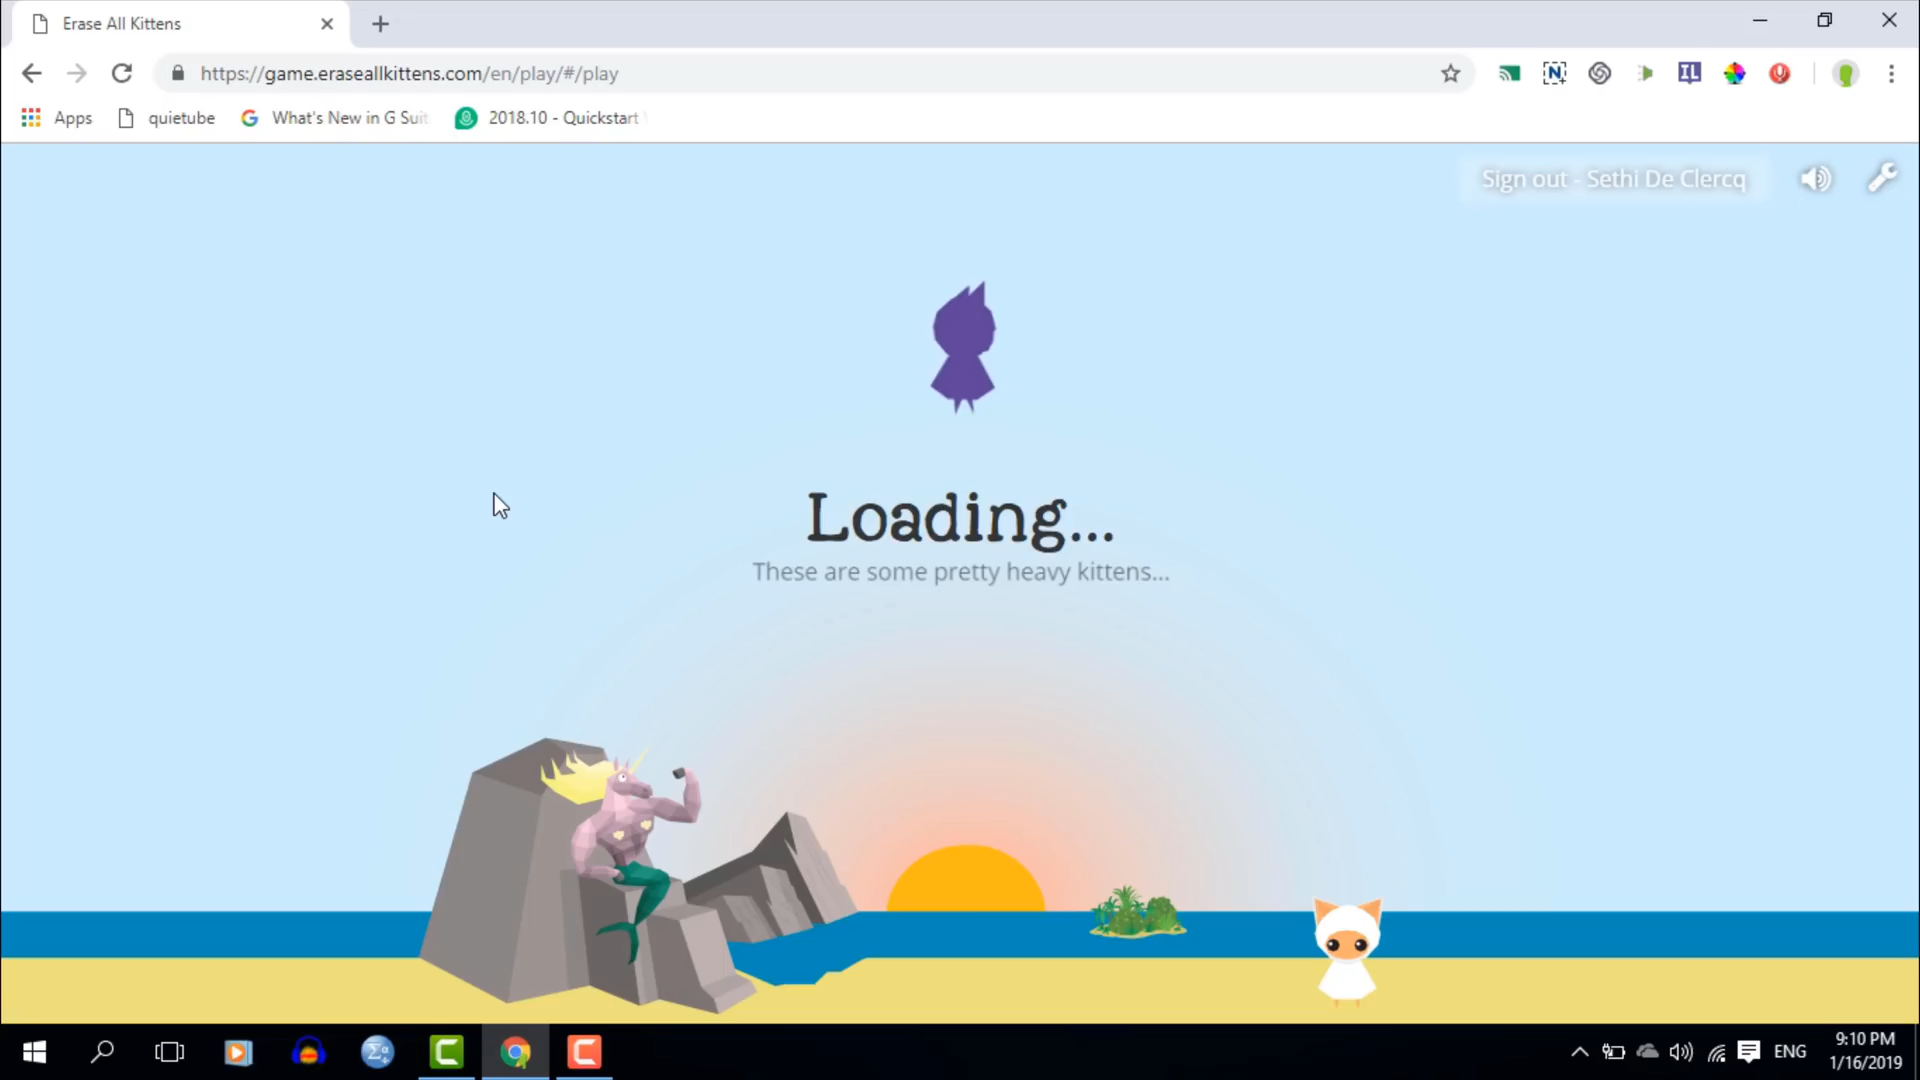 Erase All Kittens
https://game.eraseallkittens.com/en/play/#/play
Apps quietube What's New in G Suit 2018.10 - Quickstart
Sign out - Sethi De Clercq
Loading...
These are some pretty heavy kittens...
9:10 PM
ENG
1/16/2019